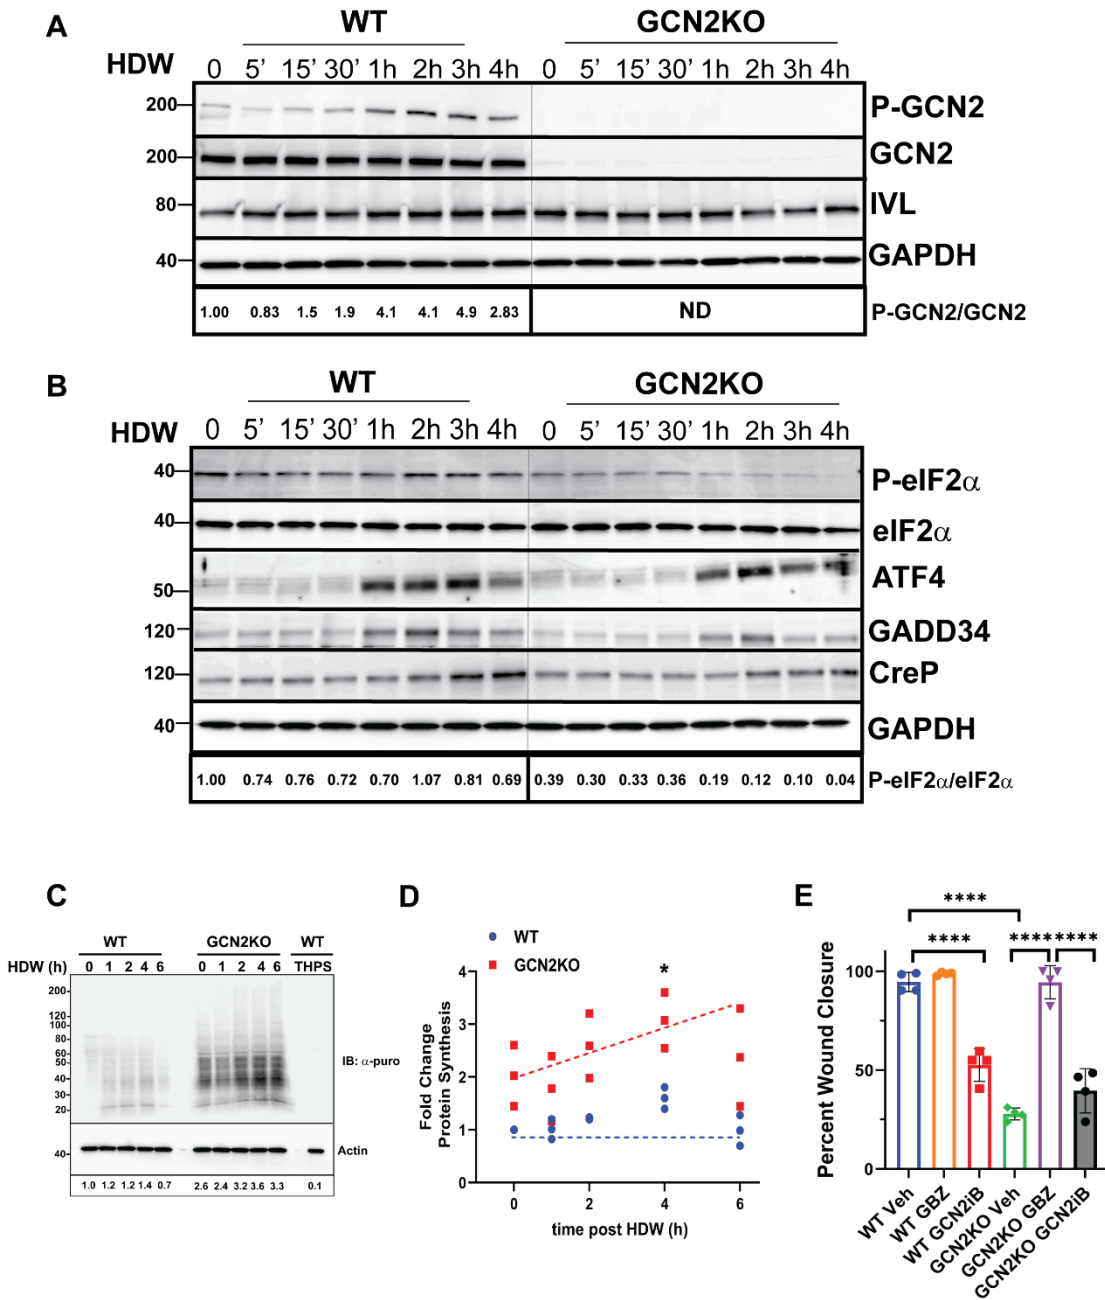 A
WT GCN2KO
HDW 0 5’ 15’ 30’ 1h 2h 3h 4h 0 5’ 15’ 30’ 1h 2h 3h 4h
200 P-GCN2
200 GCN2
80 IVL
40 GAPDH
1.00 0.83 1.5 1.9 4.1 4.1 4.9 2.83 ND P-GCN2/GCN2
B
WT GCN2KO
HDW 0 5’ 15’ 30’ 1h 2h 3h 4h 0 5’ 15’ 30’ 1h 2h 3h 4h
40 P-eIF2α
40 eIF2α
50 ATF4
120 GADD34
120 CreP
40 GAPDH
1.00 0.74 0.76 0.72 0.70 1.07 0.81 0.69 0.39 0.30 0.33 0.36 0.19 0.12 0.10 0.04 P-eIF2α/eIF2α
C
WT GCN2KO WT
HDW (h) 0 1 2 4 6 0 1 2 4 6 THPS
200
120
100
80
60
50
40
30
20
IB: α-puro
40 Actin
1.0 1.2 1.2 1.4 0.7 2.6 2.4 3.2 3.6 3.3 0.1
D
WT
GCN2KO
*
Fold Change
Protein Synthesis
4
3
2
1
0
0 2 4 6
time post HDW (h)
E
****
**** **** ****
Percent Wound Closure
100
50
0
WT Veh
WT GBZ
WT GCN2iB
GCN2KO Veh
GCN2KO GBZ
GCN2KO GCN2iB